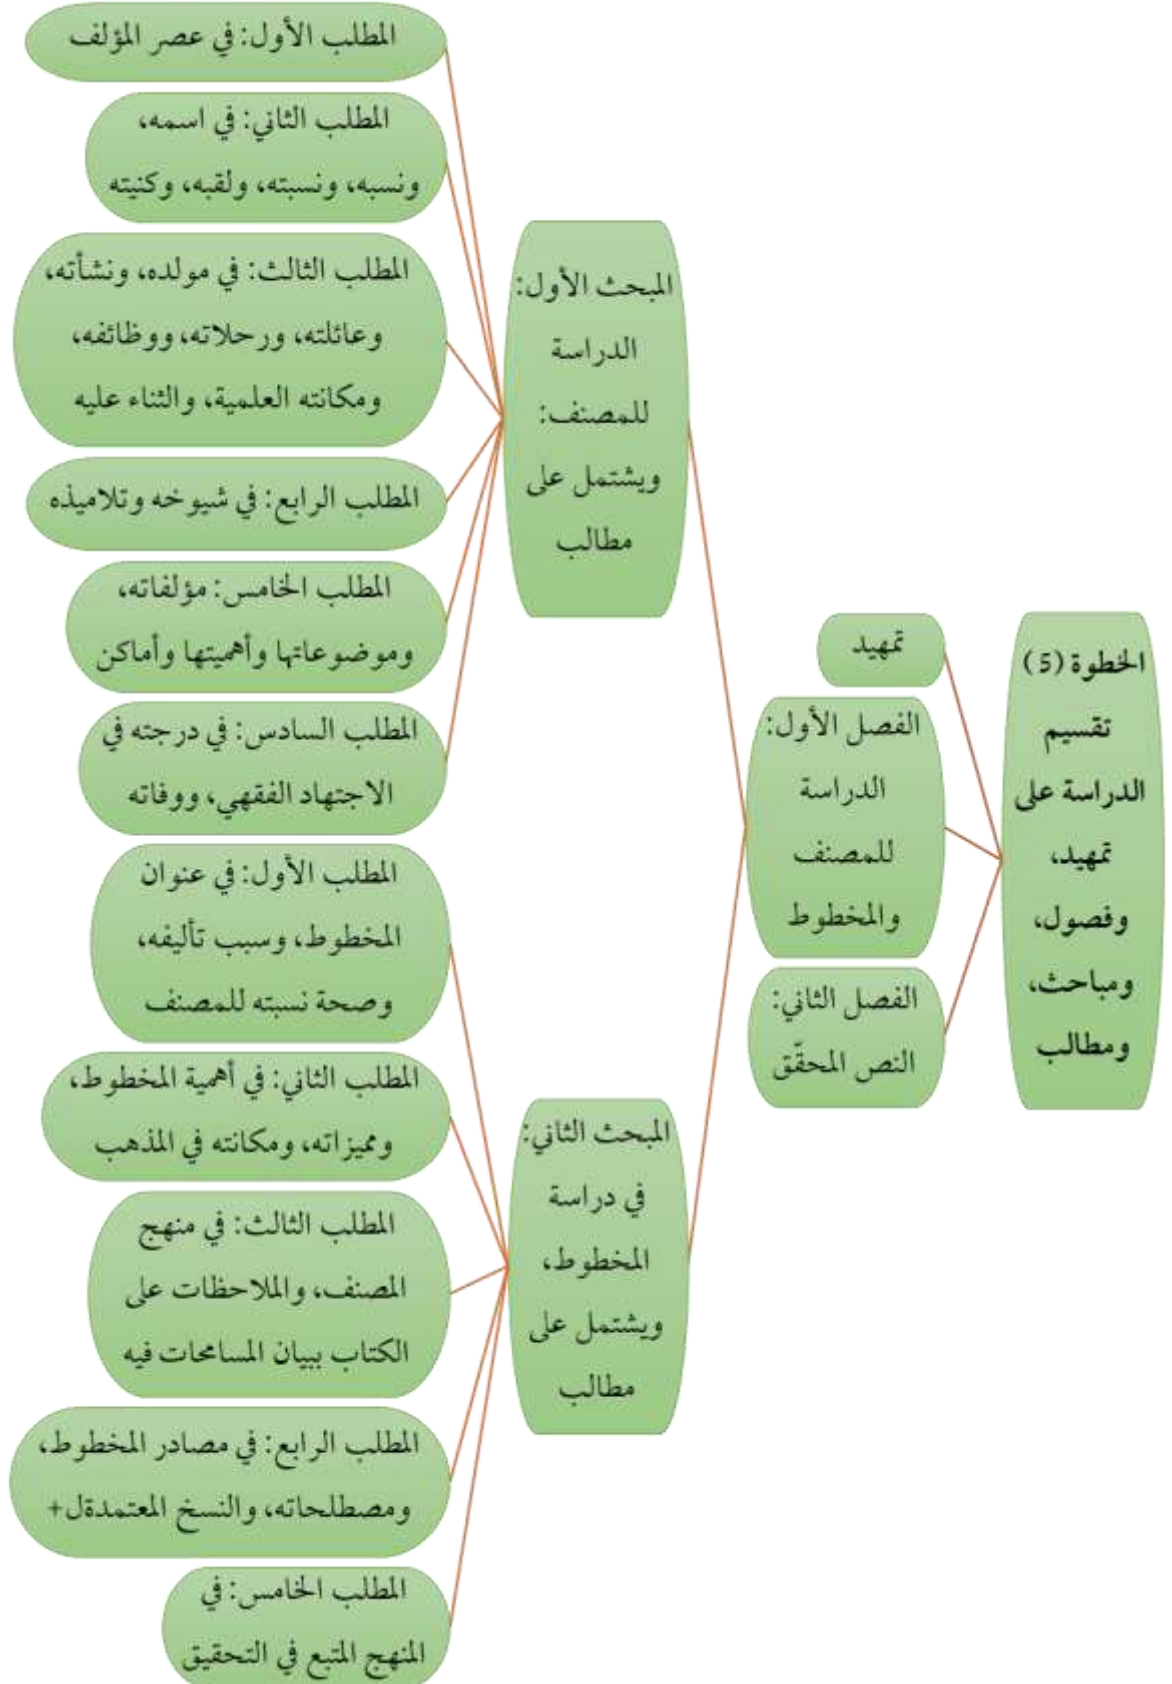 الخطوة (5)
تقسيم
الدراسة على
تمهيد،
وفصول،
ومباحث،
ومطالب
تمهيد
الفصل الأول:
الدراسة
للمصنف
والمخطوط
الفصل الثاني:
النص المحقّق
المبحث الأول:
الدراسة
للمصنف:
ويشتمل على
مطالب
المطلب الأول: في عصر المؤلف
المطلب الثاني: في اسمه،
ونسبه، ونسبته، ولقبه، وكنيته
المطلب الثالث: في مولده، ونشأته،
وعائلته، ورحلاته، ووظائفه،
ومكانته العلمية، والثناء عليه
المطلب الرابع: في شيوخه وتلاميذه
المطلب الخامس: مؤلفاته،
وموضوعاتها وأهميتها وأماكن
المطلب السادس: في درجته في
الاجتهاد الفقهي، ووفاته
المبحث الثاني:
في دراسة
المخطوط،
ويشتمل على
مطالب
المطلب الأول: في عنوان
المخطوط، وسبب تأليفه،
وصحة نسبته للمصنف
المطلب الثاني: في أهمية المخطوط،
ومميزاته، ومكانته في المذهب
المطلب الثالث: في منهج
المصنف، والملاحظات على
الكتاب ببيان المسامحات فيه
المطلب الرابع: في مصادر المخطوط،
ومصطلحاته، والنسخ المعتمدةل+
المطلب الخامس: في
المنهج المتبع في التحقيق